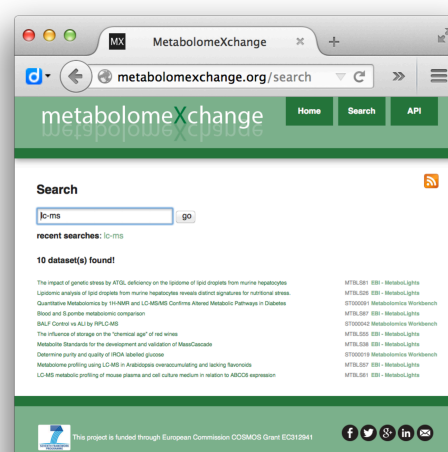 MX MetabolomeXchange
metabolomexchange.org/search
metabolomeXchange
Home Search API
Search
lc-ms go
recent searches: lc-ms
10 dataset(s) found!
The impact of genetic stress by ATGL deficiency on the lipidome of lipid droplets from murine hepatocytes MTBLS81 EBI - MetaboLights
Lipidomic analysis of lipid droplets from murine hepatocytes reveals distinct signatures for nutritional stress. MTBLS26 EBI - MetaboLights
Quantitative Metabolomics by 1H-NMR and LC-MS/MS Confirms Altered Metabolic Pathways in Diabetes ST000091 Metabolomics Workbench
Blood and S.pombe metabolomic comparison MTBLS87 EBI - MetaboLights
BALF Control vs ALI by RPLC-MS ST000042 Metabolomics Workbench
The influence of storage on the "chemical age" of red wines MTBLS55 EBI - MetaboLights
Metabolite Standards for the development and validation of MassCascade MTBLS38 EBI - MetaboLights
Determine purity and quality of IROA labelled glucose ST000019 Metabolomics Workbench
Metabolome profiling using LC-MS in Arabidopsis overaccumulating and lacking flavonoids MTBLS57 EBI - MetaboLights
LC-MS metabolic profiling of mouse plasma and cell culture medium in relation to ABCC6 expression MTBLS61 EBI - MetaboLights
This project is funded through European Commission COSMOS Grant EC312941